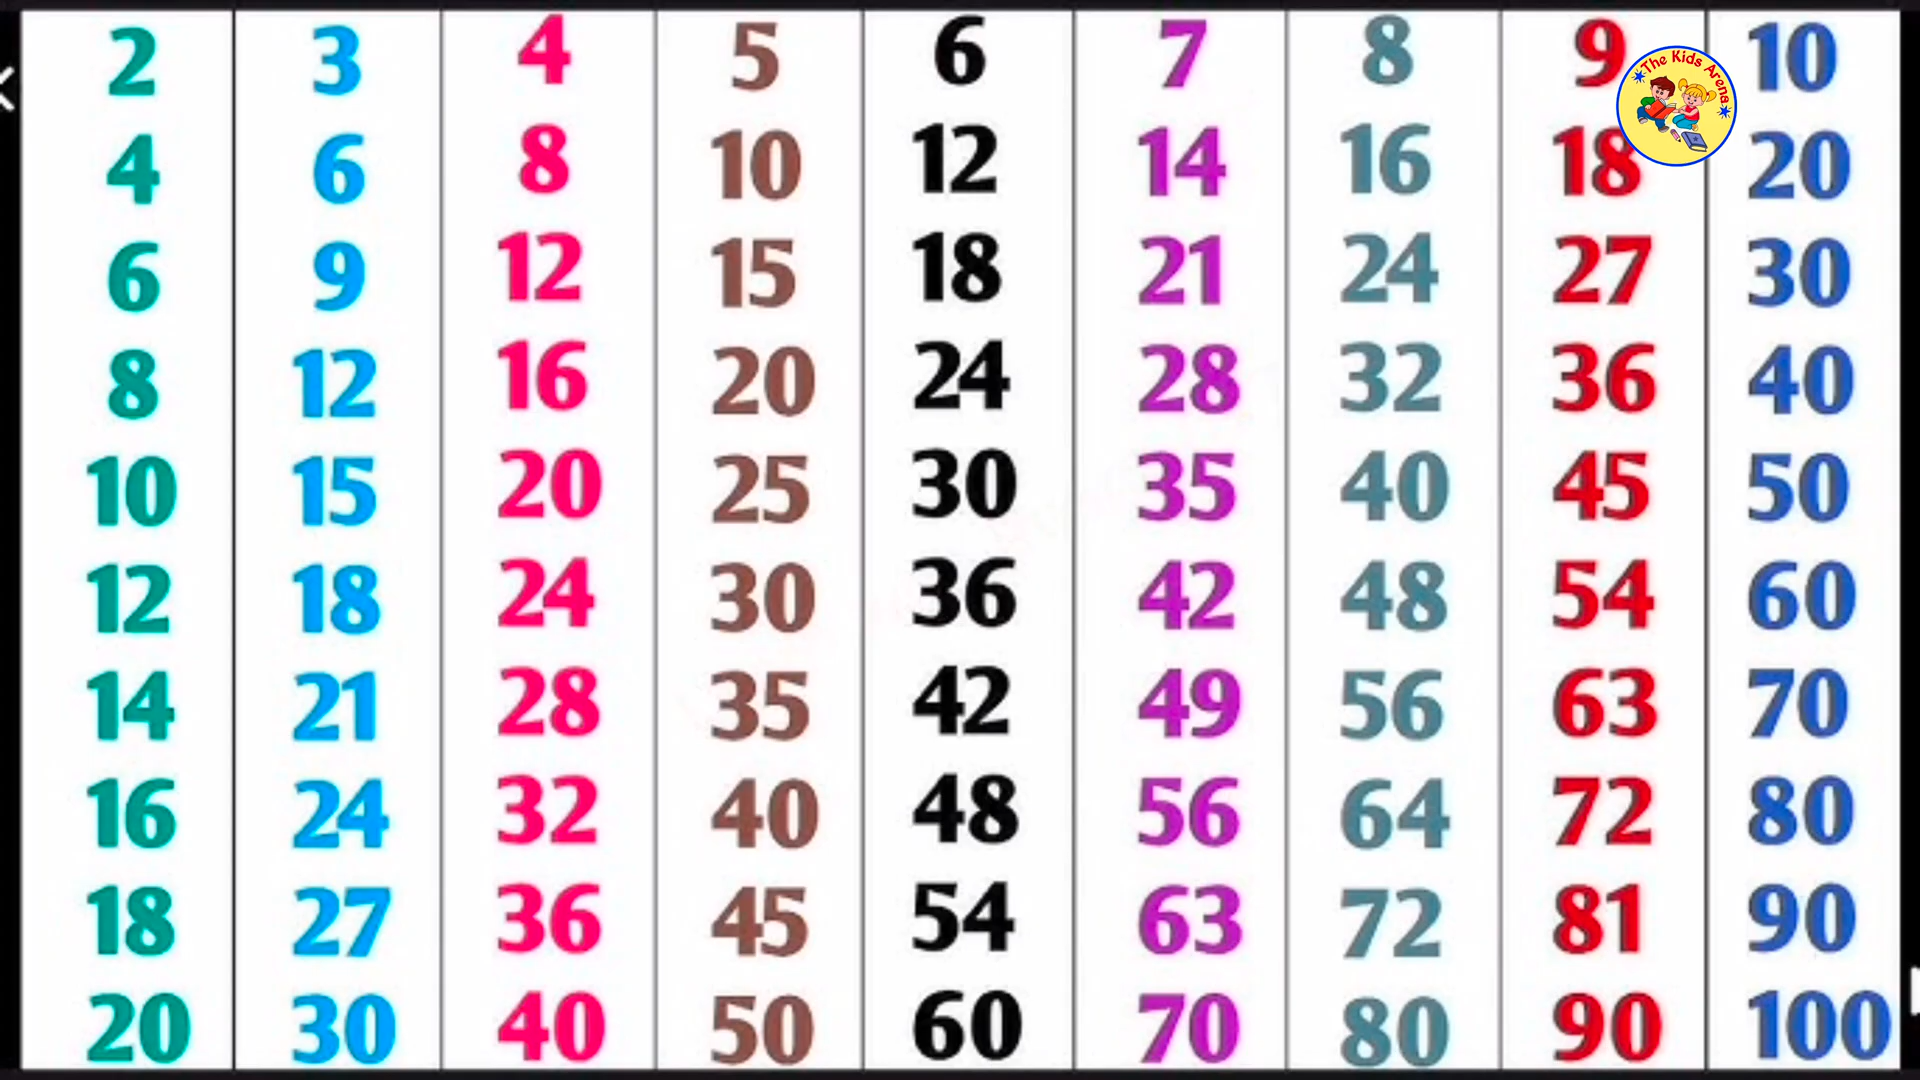 2 3 4 5 6 7 8 9 10
4 6 8 10 12 14 16 18 20
6 9 12 15 18 21 24 27 30
8 12 16 20 24 28 32 36 40
10 15 20 25 30 35 40 45 50
12 18 24 30 36 42 48 54 60
14 21 28 35 42 49 56 63 70
16 24 32 40 48 56 64 72 80
18 27 36 45 54 63 72 81 90
20 30 40 50 60 70 80 90 100
The Kids Arena